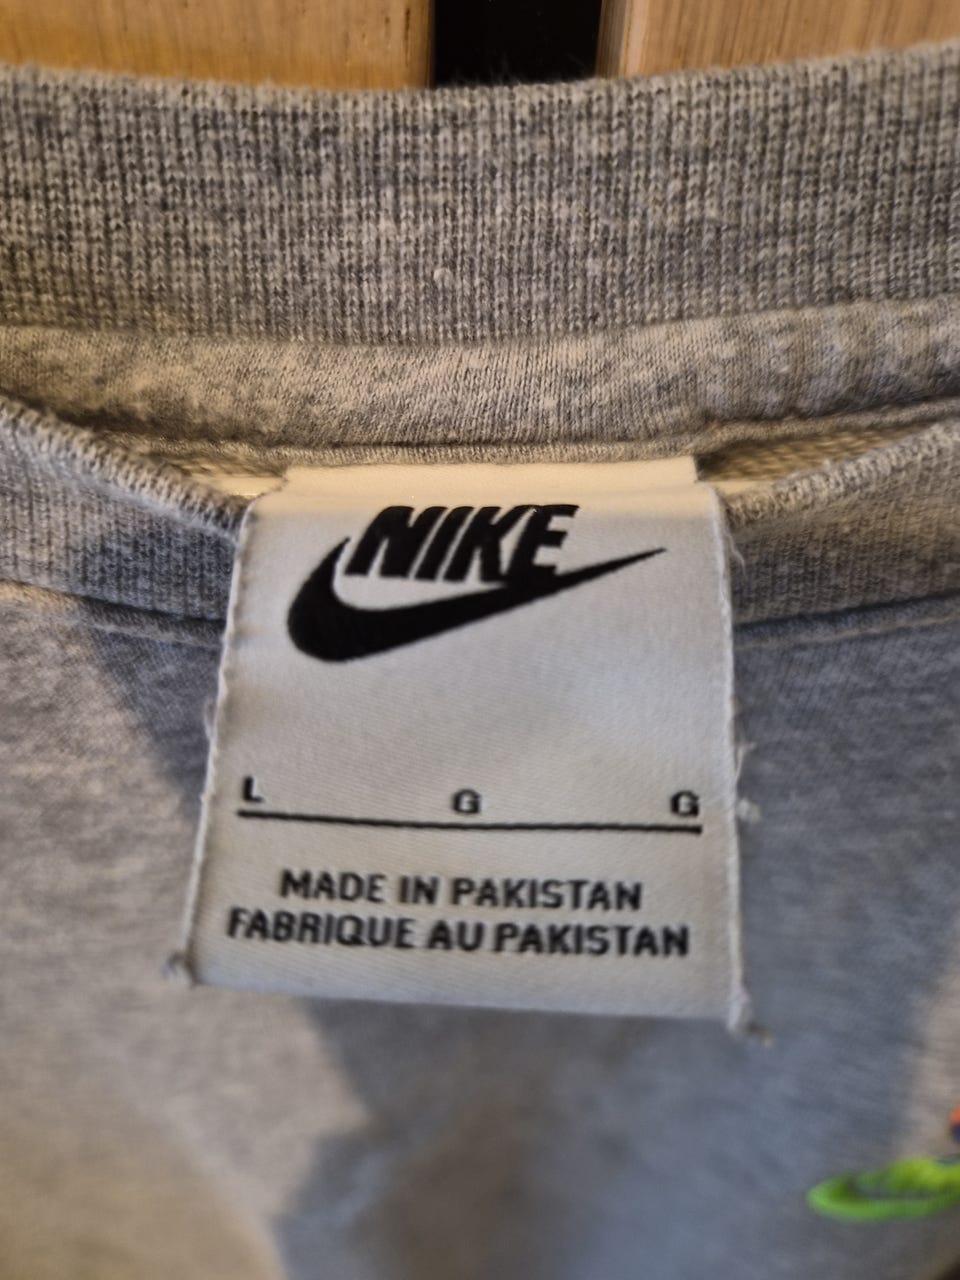 NIKE
L G G
MADE IN PAKISTAN
FABRIQUE AU PAKISTAN